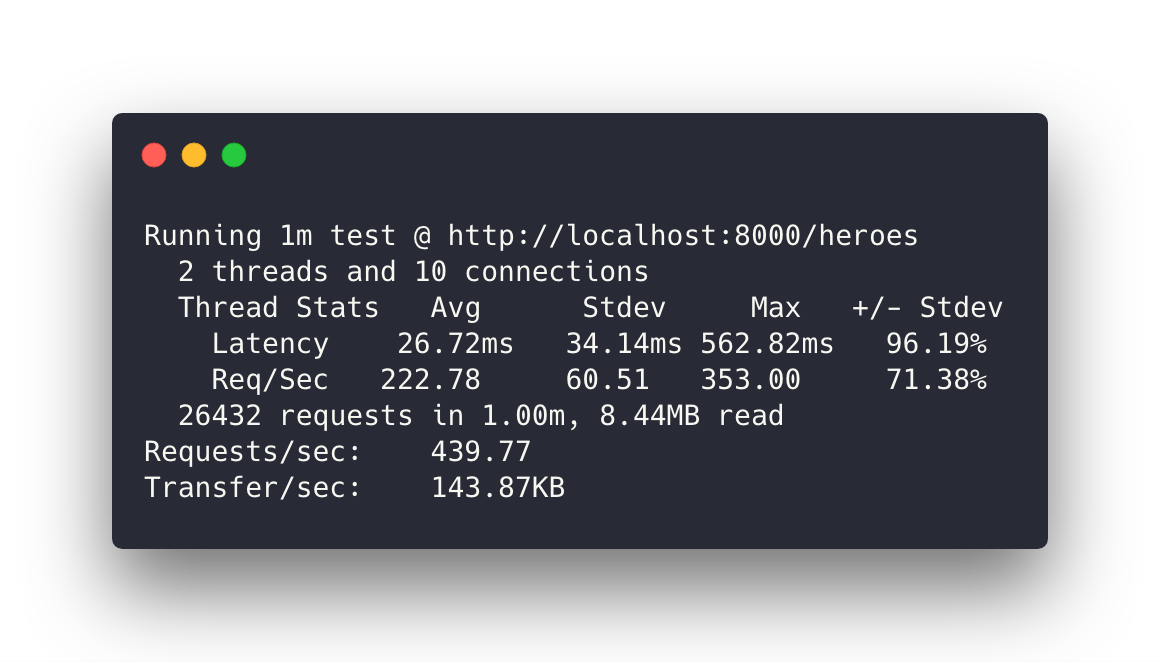 Running 1m test @ http://localhost:8000/heroes
  2 threads and 10 connections
  Thread Stats   Avg      Stdev     Max   +/- Stdev
    Latency    26.72ms   34.14ms 562.82ms   96.19%
    Req/Sec   222.78     60.51   353.00     71.38%
  26432 requests in 1.00m, 8.44MB read
Requests/sec:    439.77
Transfer/sec:    143.87KB